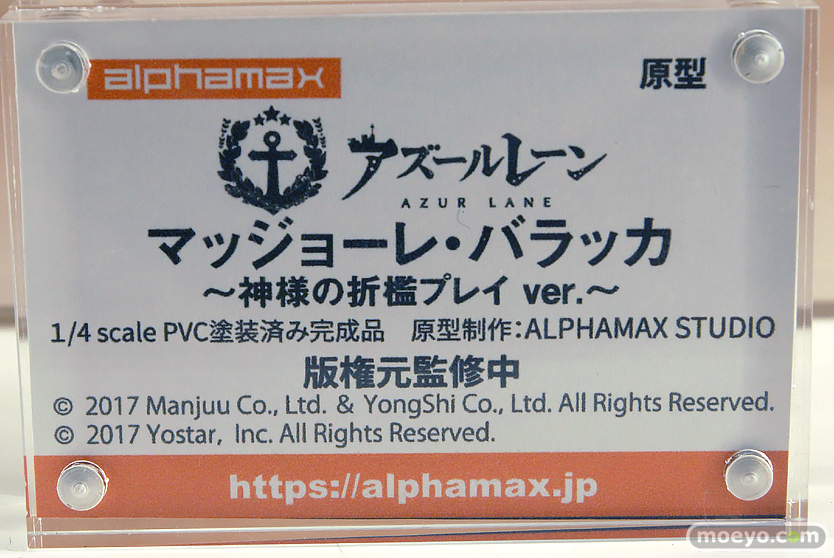 alphamax
原型
アズールレーン
AZUR LANE
マッジョーレ・バラッカ
～神様の折檻プレイ ver.～
1/4 scale PVC塗装済み完成品　原型制作：ALPHAMAX STUDIO
版権元監修中
© 2017 Manjuu Co., Ltd. & YongShi Co., Ltd. All Rights Reserved.
© 2017 Yostar, Inc. All Rights Reserved.
https://alphamax.jp
moeyo.com